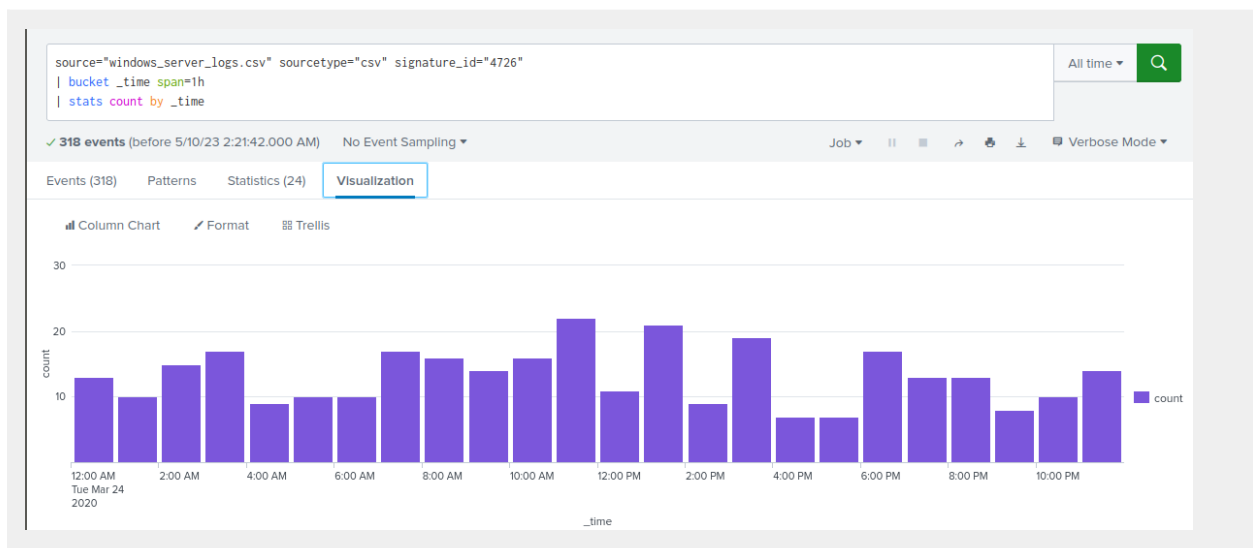 source="windows_server_logs.csv" sourcetype="csv" signature_id="4726"
| bucket _time span=1h
| stats count by _time
All time
318 events (before 5/10/23 2:21:42.000 AM) No Event Sampling
Job Verbose Mode
Events (318) Patterns Statistics (24) Visualization
Column Chart Format Trellis
30
20
10
count
count
12:00 AM 2:00 AM 4:00 AM 6:00 AM 8:00 AM 10:00 AM 12:00 PM 2:00 PM 4:00 PM 6:00 PM 8:00 PM 10:00 PM
Tue Mar 24
2020
_time